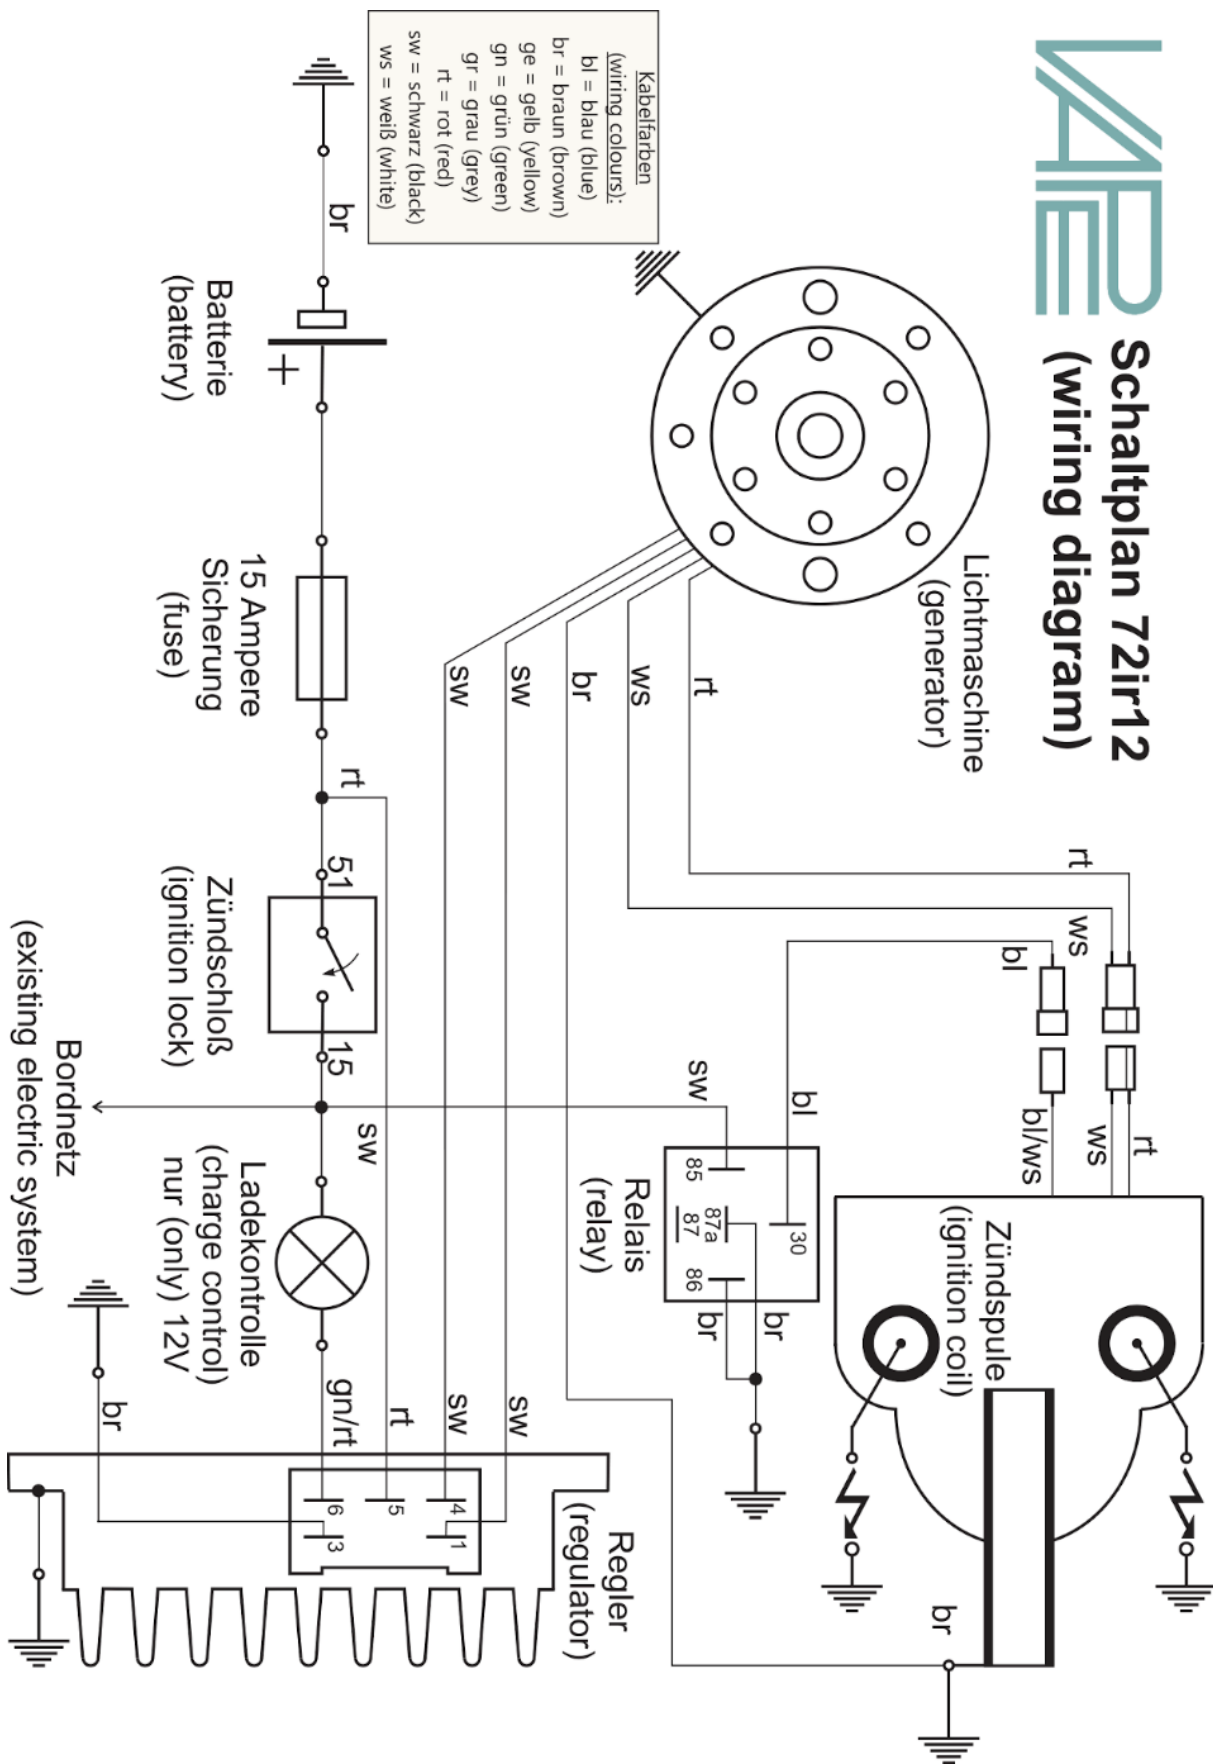 VAPE
Schaltplan 72ir12
(wiring diagram)
Kabelfarben
(wiring colours):
bl = blau (blue)
br = braun (brown)
ge = gelb (yellow)
gn = grün (green)
gr = grau (grey)
rt = rot (red)
sw = schwarz (black)
ws = weiß (white)
Lichtmaschine
(generator)
rt
ws
br
sw
sw
rt
ws
bl
rt
ws
bl/ws
Zündspule
(ignition coil)
br
bl
sw
30
85
87a
87
86
br
br
Relais
(relay)
br
+
Batterie
(battery)
15 Ampere
Sicherung
(fuse)
rt
51
15
Zündschloß
(ignition lock)
sw
Bordnetz
(existing electric system)
Ladekontrolle
(charge control)
nur (only) 12V
gn/rt
rt
sw
sw
br
1
4
5
6
3
Regler
(regulator)